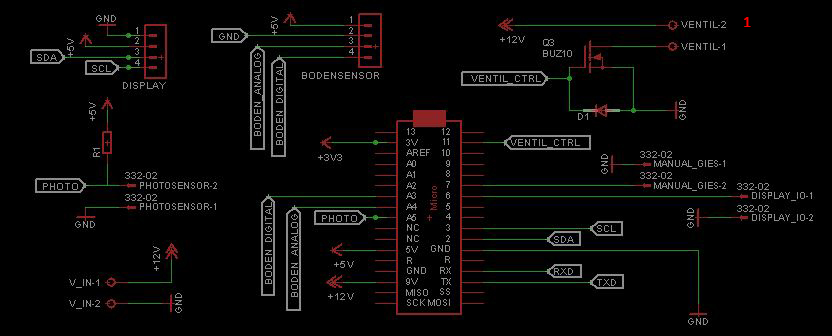 GND
+5V
1
2
3
4
SDA
SCL
DISPLAY
+5V
GND
1
2
3
4
BODEN_ANALOG
BODEN_DIGITAL
BODENSENSOR
+12V
VENTIL-2
VENTIL-1
1
Q3
BUZ10
VENTIL_CTRL
D1
GND
+5V
R1
PHOTO
332-02
PHOTOSENSOR-2
332-02
PHOTOSENSOR-1
GND
+12V
V_IN-1
V_IN-2
GND
+3V3
BODEN_DIGITAL
BODEN_ANALOG
PHOTO
+5V
+12V
Micro
13 12
3V 11
AREF 10
A0 9
A1 8
A2 7
A3 6
A4 5
A5 4
NC 3
NC 2
5V GND
R R
GND RX
9V TX
MISO SS
SCK MOSI
VENTIL_CTRL
GND
332-02
MANUAL_GIES-1
332-02
MANUAL_GIES-2
332-02
DISPLAY_IO-1
332-02
DISPLAY_IO-2
GND
SCL
SDA
RXD
TXD
GND